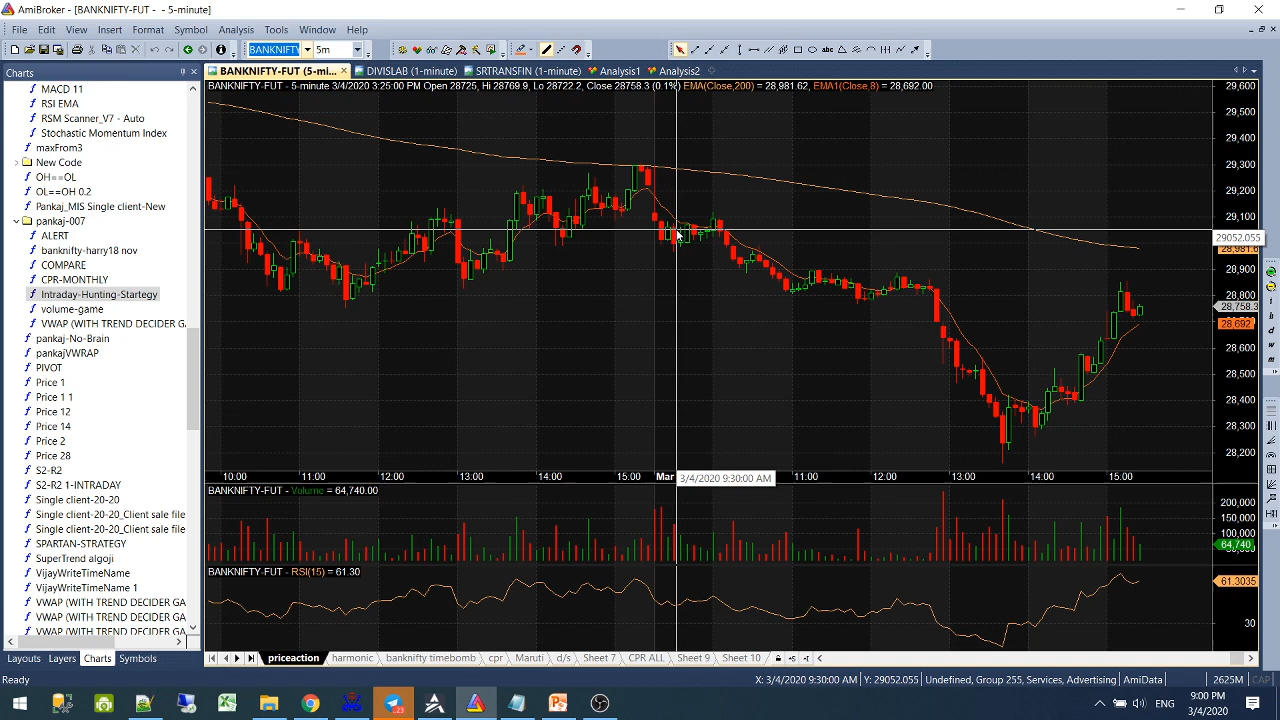 AmiBroker - [BANKNIFTY-FUT - - 5-minute]
File Edit View Insert Format Symbol Analysis Tools Window Help
BANKNIFTY 5m
Charts
BANKNIFTY-FUT (5-mi... DIVISLAB (1-minute) SRTRANSFIN (1-minute) Analysis1 Analysis2
MACD 11
RSI EMA
RSM Scanner_V7 - Auto
Stochastic Momentum Index
maxFrom3
New Code
OH==OL
OL==OH 0.2
Pankaj_MIS Single client-New
pankaj-007
ALERT
banknifty-harry18 nov
COMPARE
CPR-MONTHLY
Intraday-Hunting-Startegy
volume-game
VWAP (WITH TREND DECIDER GA
pankaj-No-Brain
pankajVWRAP
PIVOT
Price 1
Price 1 1
Price 12
Price 14
Price 2
Price 28
S2-R2
S2-R2 1-INTRADAY
Single client-20-20
Single client-20-20_Client sale file
Single client-20-20_Client sale file
SPARTAN-STRATEGY
SuperTrend algoji
VijayWriteTimeName
VijayWriteTimeName 1
VWAP (WITH TREND DECIDER GA
VWAP (WITH TREND DECIDER GA
Layouts Layers Charts Symbols
BANKNIFTY-FUT - 5-minute 3/4/2020 3:25:00 PM Open 28725, Hi 28769.9, Lo 28722.2, Close 28758.3 (0.1%) EMA(Close,200) = 28,981.62, EMA1(Close,8) = 28,692.00
29,600
29,500
29,400
29,300
29,200
29,100
29052.055
28,981.6
28,900
28,800
28,758.3
28,692
28,600
28,500
28,400
28,300
28,200
10:00 11:00 12:00 13:00 14:00 15:00 Mar 3/4/2020 9:30:00 AM 11:00 12:00 13:00 14:00 15:00
BANKNIFTY-FUT - Volume = 64,740.00
200,000
150,000
100,000
64,740
BANKNIFTY-FUT - RSI(15) = 61.30
61.3035
30
priceaction harmonic banknifty timebomb cpr Maruti d/s Sheet 7 CPR ALL Sheet 9 Sheet 10
Ready X: 3/4/2020 9:30:00 AM Y: 29052.055 Undefined, Group 255, Services, Advertising AmiData 2625M CAP
23
ENG
9:00 PM
3/4/2020